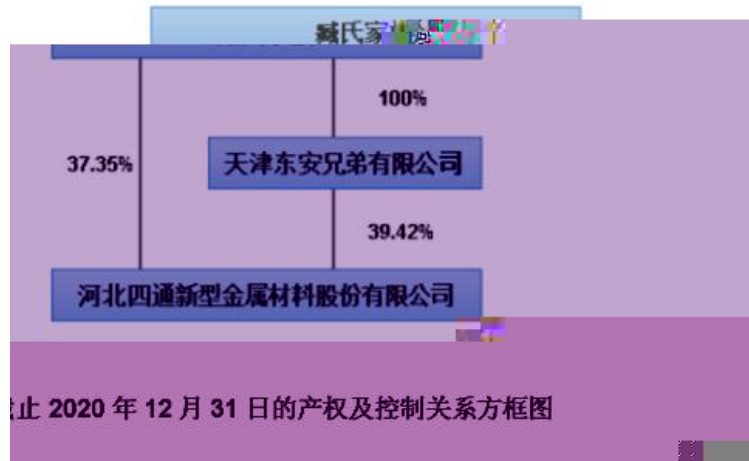 臧氏家
100%
37.35%
天津东安兄弟有限公司
39.42%
河北四通新型金属材料股份有限公司
止 2020 年 12 月 31 日的产权及控制关系方框图